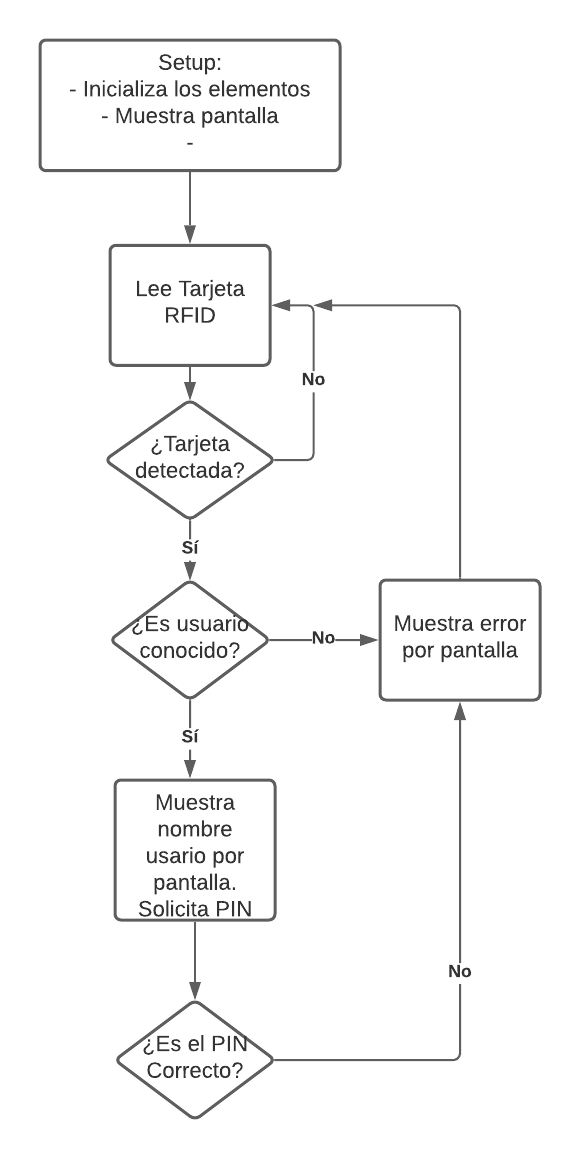 Setup:
- Inicializa los elementos
- Muestra pantalla
-
Lee Tarjeta
RFID
No
¿Tarjeta
detectada?
Sí
¿Es usuario
conocido?
No
Muestra error
por pantalla
Sí
Muestra
nombre
usario por
pantalla.
Solicita PIN
No
¿Es el PIN
Correcto?